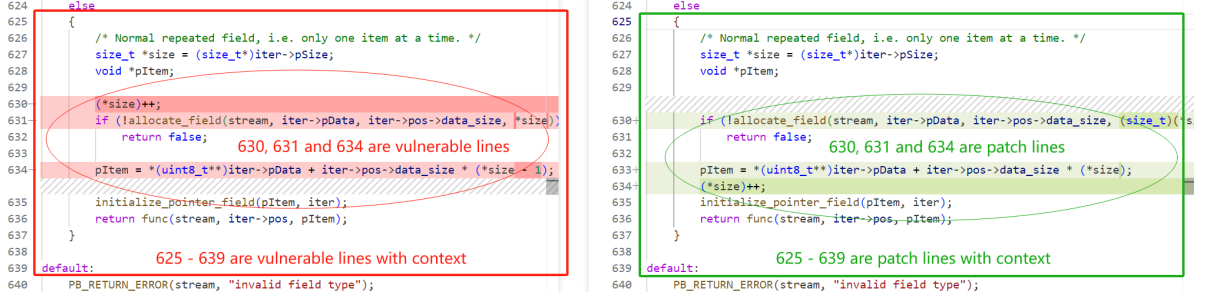 624 else
625 {
626 /* Normal repeated field, i.e. only one item at a time. */
627 size_t *size = (size_t*)iter->pSize;
628 void *pItem;
629
630- (*size)++;
631- if (!allocate_field(stream, iter->pData, iter->pos->data_size, *size))
632 return false;
630, 631 and 634 are vulnerable lines
633
634- pItem = *(uint8_t**)iter->pData + iter->pos->data_size * (*size - 1);
635 initialize_pointer_field(pItem, iter);
636 return func(stream, iter->pos, pItem);
637 }
638
625 - 639 are vulnerable lines with context
639 default:
640 PB_RETURN_ERROR(stream, "invalid field type");
624 else
625 {
626 /* Normal repeated field, i.e. only one item at a time. */
627 size_t *size = (size_t*)iter->pSize;
628 void *pItem;
629
630+ if (!allocate_field(stream, iter->pData, iter->pos->data_size, (size_t)(*s
631 return false;
630, 631 and 634 are patch lines
632
633+ pItem = *(uint8_t**)iter->pData + iter->pos->data_size * (*size);
634+ (*size)++;
635 initialize_pointer_field(pItem, iter);
636 return func(stream, iter->pos, pItem);
637 }
638
625 - 639 are patch lines with context
639 default:
640 PB_RETURN_ERROR(stream, "invalid field type");